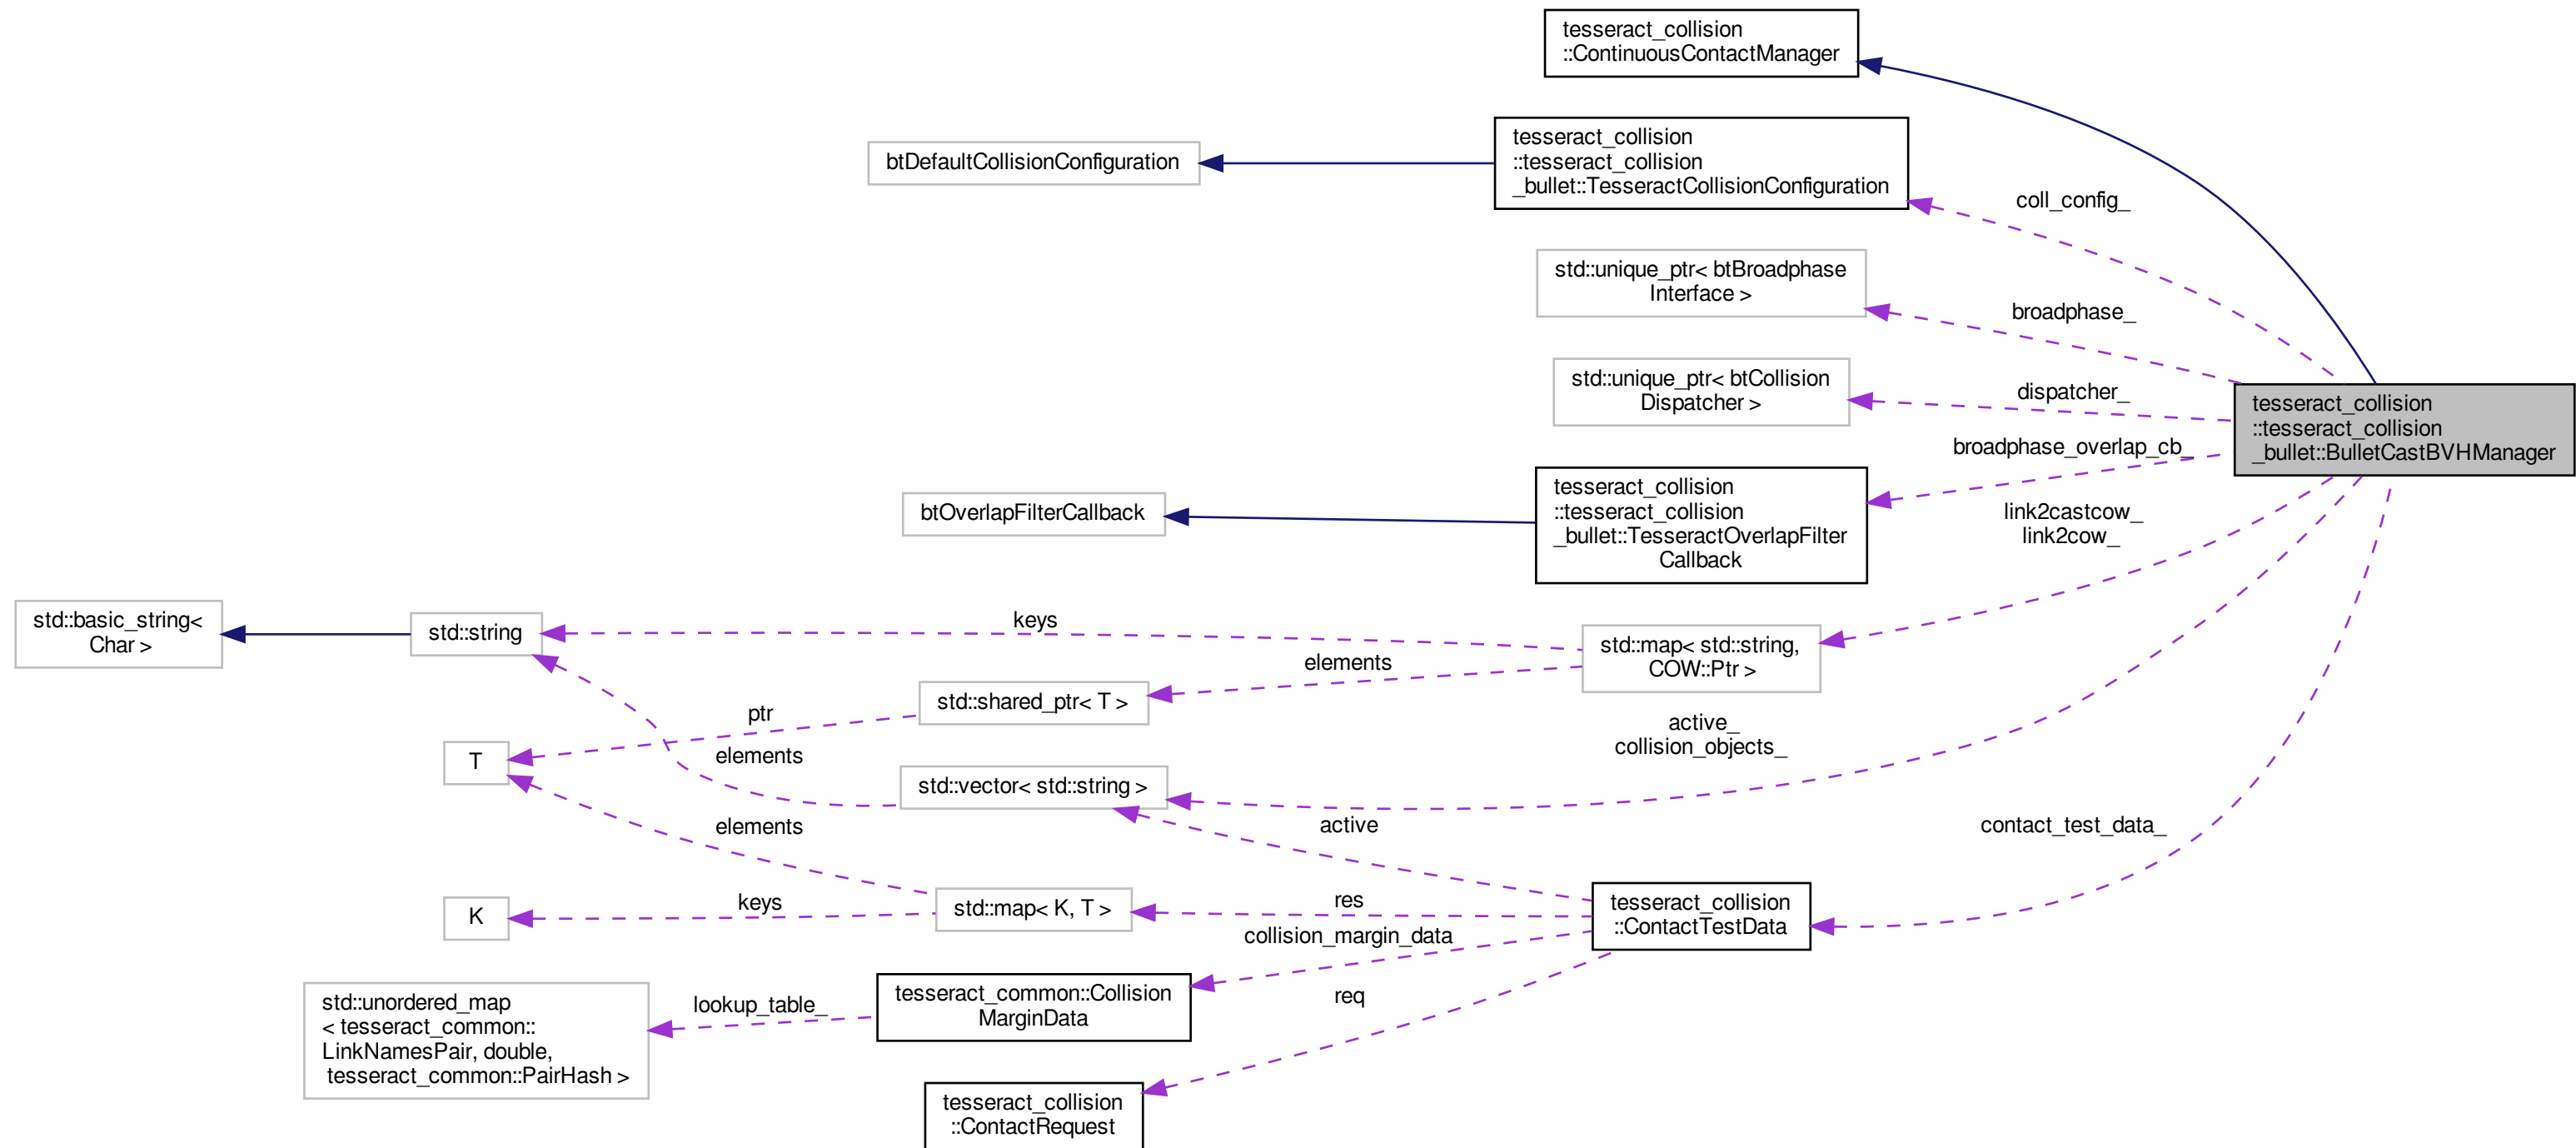 tesseract_collision
::ContinuousContactManager
tesseract_collision
::tesseract_collision
_bullet::TesseractCollisionConfiguration
btDefaultCollisionConfiguration
coll_config_
std::unique_ptr< btBroadphase
Interface >
broadphase_
std::unique_ptr< btCollision
Dispatcher >
dispatcher_
tesseract_collision
::tesseract_collision
_bullet::BulletCastBVHManager
broadphase_overlap_cb_
tesseract_collision
::tesseract_collision
_bullet::TesseractOverlapFilter
Callback
btOverlapFilterCallback
link2castcow_
link2cow_
std::basic_string<
Char >
std::string
keys
std::map< std::string,
COW::Ptr >
elements
std::shared_ptr< T >
ptr
T
elements
active_
collision_objects_
std::vector< std::string >
elements
active
contact_test_data_
K
keys
std::map< K, T >
res
tesseract_collision
::ContactTestData
collision_margin_data
std::unordered_map
< tesseract_common::
LinkNamesPair, double,
tesseract_common::PairHash >
lookup_table_
tesseract_common::Collision
MarginData
req
tesseract_collision
::ContactRequest